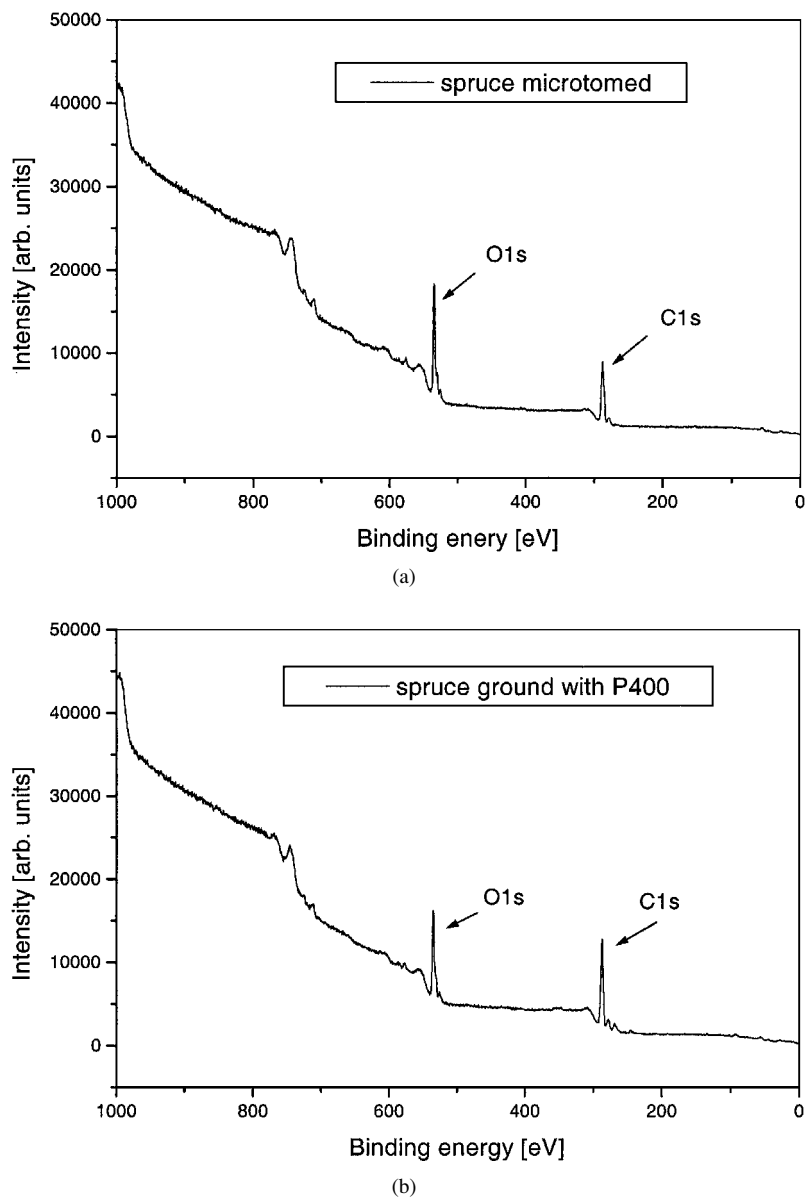 50000
40000
30000
20000
10000
0
Intensity [arb. units]
spruce microtomed
O1s
C1s
1000 800 600 400 200 0
Binding enery [eV]
(a)
50000
40000
30000
20000
10000
0
Intensity [arb. units]
spruce ground with P400
O1s
C1s
1000 800 600 400 200 0
Binding energy [eV]
(b)